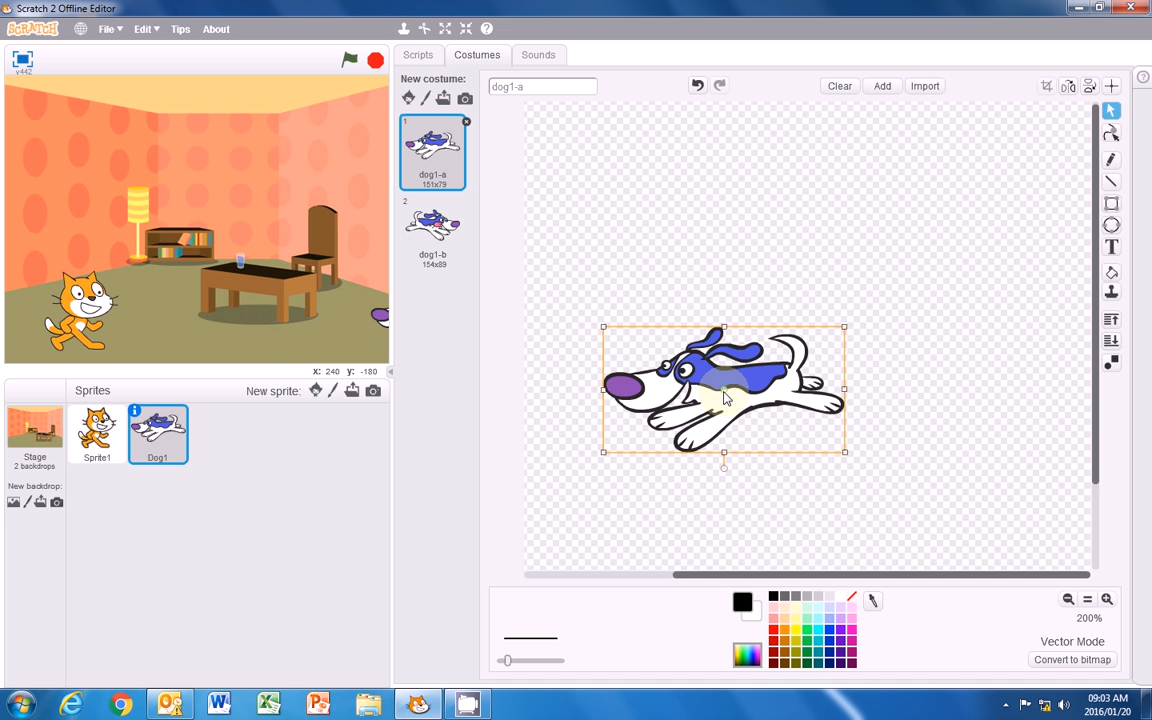 Scratch 2 Offline Editor
SCRATCH
File Edit Tips About
v442
Scripts Costumes Sounds
New costume:
dog1-a
Clear Add Import
1
dog1-a
151x79
2
dog1-b
154x89
x: 240 y: -180
Sprites New sprite:
Stage
2 backdrops
Sprite1
Dog1
New backdrop:
200%
Vector Mode
Convert to bitmap
09:03 AM
2016/01/20